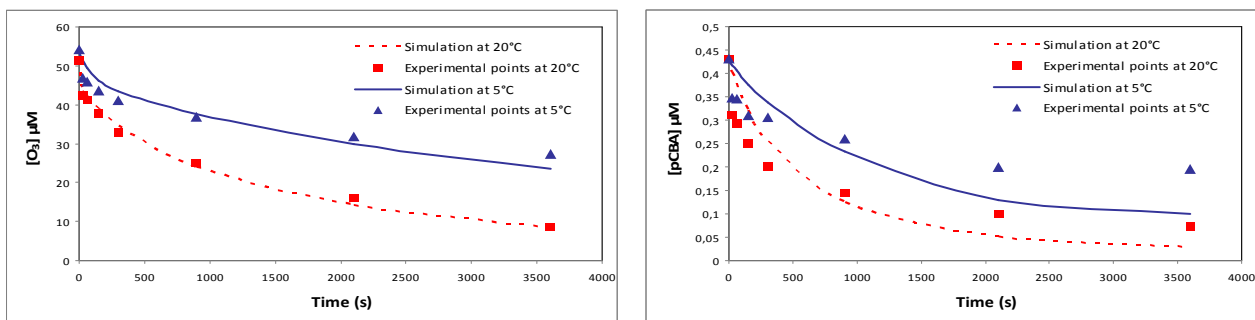 60
50
40
30
20
10
0
[O₃] µM
Simulation at 20°C
Experimental points at 20°C
Simulation at 5°C
Experimental points at 5°C
0 500 1000 1500 2000 2500 3000 3500 4000
Time (s)
0,5
0,45
0,4
0,35
0,3
0,25
0,2
0,15
0,1
0,05
0
[pCBA] µM
Simulation at 20°C
Experimental points at 20°C
Simulation at 5°C
Experimental points at 5°C
0 500 1000 1500 2000 2500 3000 3500 4000
Time (s)